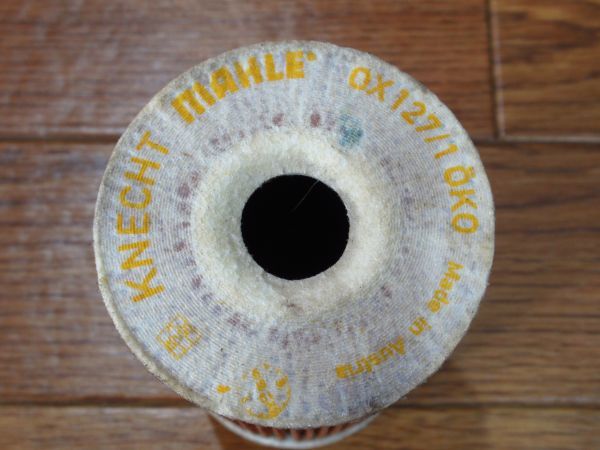 KNECHT MAHLE OX 127/1 ÖKO
Made in Austria